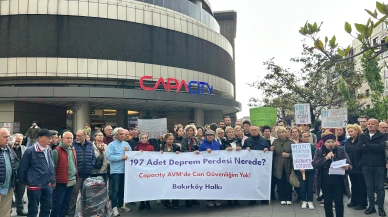 CAPACITY
197 Adet Deprem Perdesi Nerede?
Capacity AVM'de Can Güvenliğim Yok!
Bakırköy Halkı